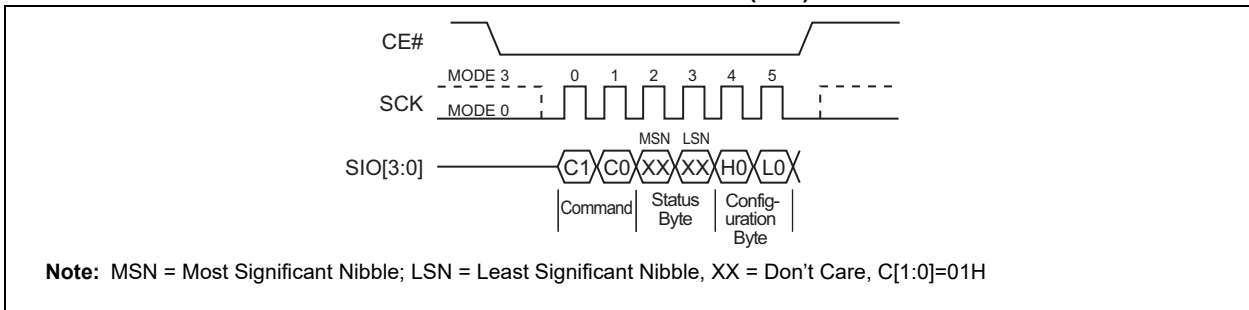 CE#
MODE 3 0 1 2 3 4 5
SCK
MODE 0
MSN LSN
SIO[3:0] C1 C0 XX XX H0 L0
Command Status Byte Config-uration Byte
Note: MSN = Most Significant Nibble; LSN = Least Significant Nibble, XX = Don't Care, C[1:0]=01H